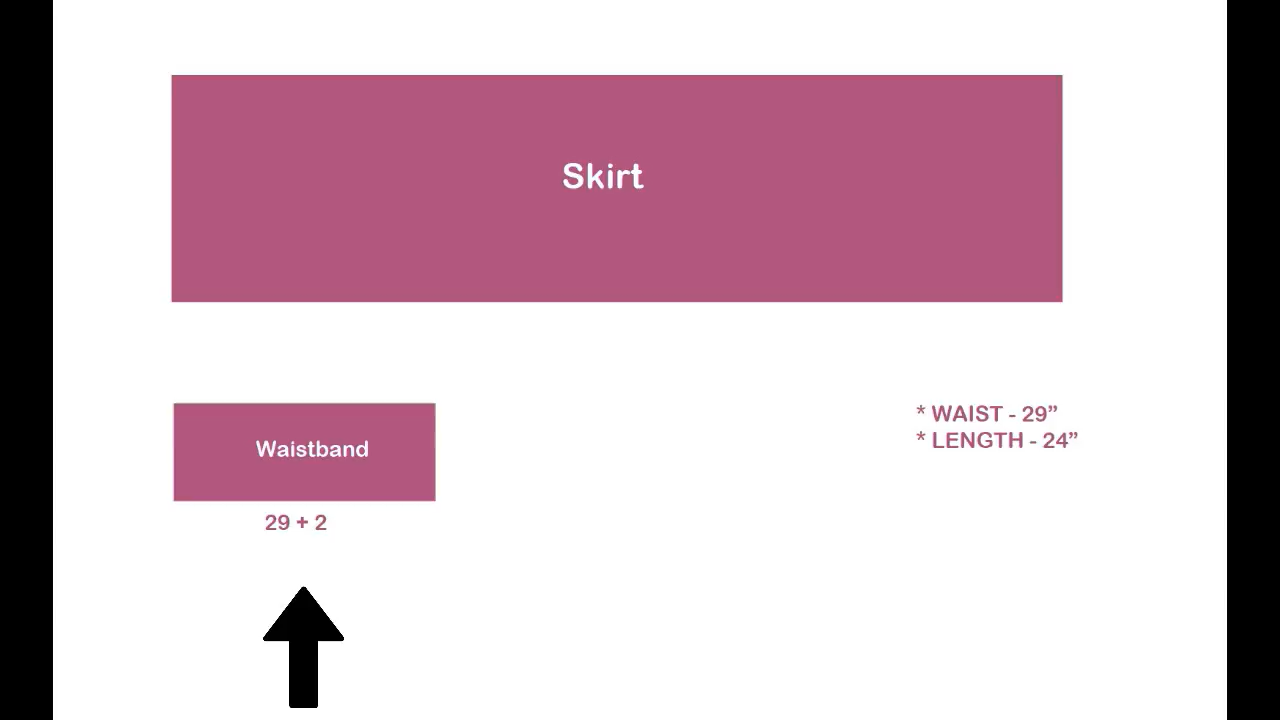 Skirt
Waistband
29 + 2
* WAIST - 29”
* LENGTH - 24”